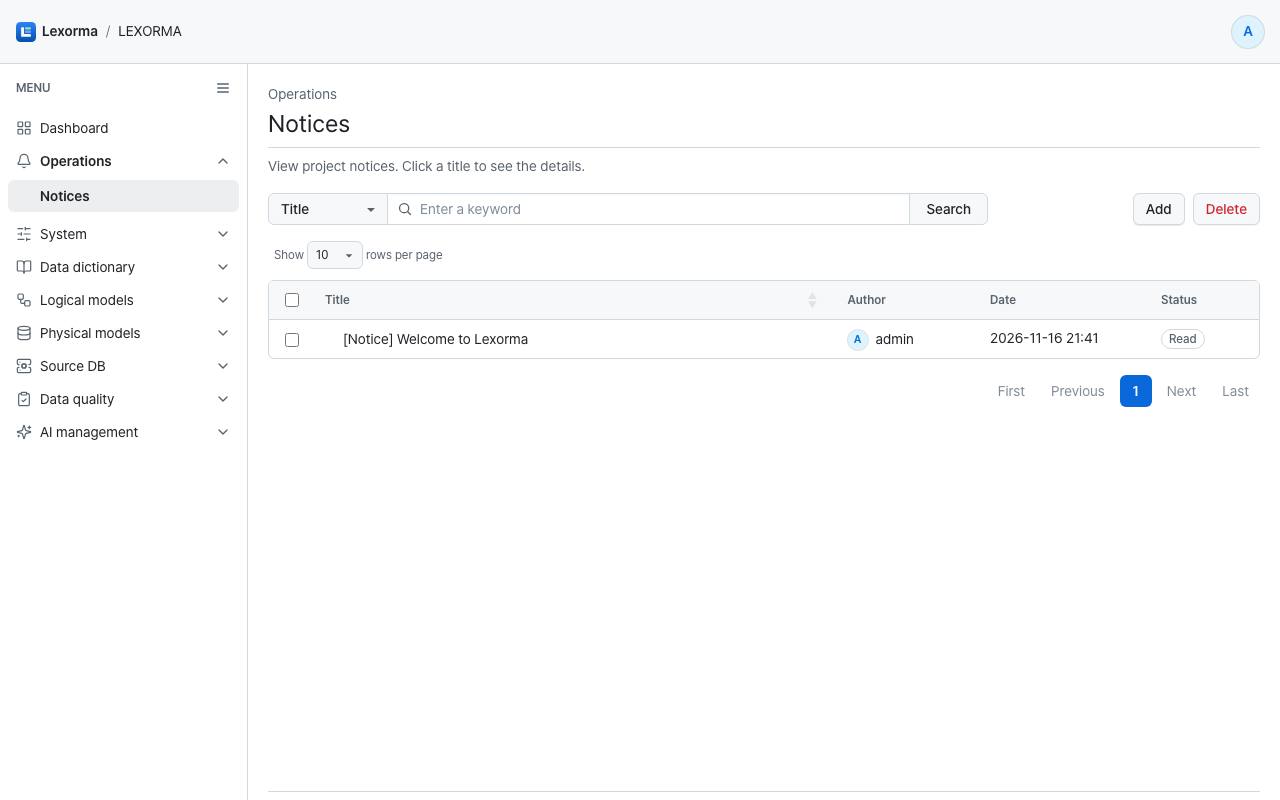 Lexorma / LEXORMA
A
MENU
Dashboard
Operations
Notices
System
Data dictionary
Logical models
Physical models
Source DB
Data quality
AI management
Operations
Notices
View project notices. Click a title to see the details.
Title Enter a keyword Search Add Delete
Show 10 rows per page
Title Author Date Status
[Notice] Welcome to Lexorma A admin 2026-11-16 21:41 Read
First Previous 1 Next Last